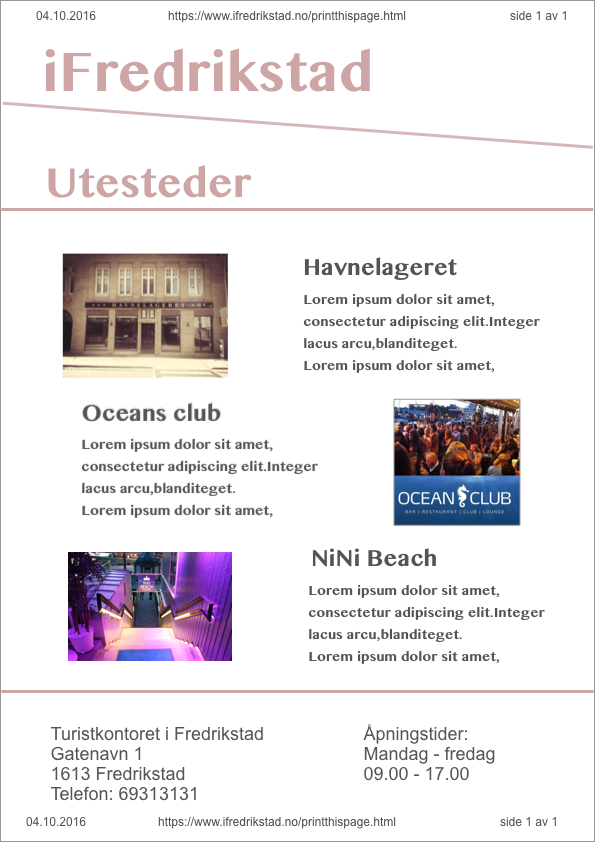 04.10.2016 https://www.ifredrikstad.no/printthispage.html side 1 av 1
iFredrikstad
Utesteder
HAVNELAGERET
Havnelageret
Lorem ipsum dolor sit amet,
consectetur adipiscing elit.Integer
lacus arcu,blanditeget.
Lorem ipsum dolor sit amet,
Oceans club
Lorem ipsum dolor sit amet,
consectetur adipiscing elit.Integer
lacus arcu,blanditeget.
Lorem ipsum dolor sit amet,
OCEAN CLUB
BAR | RESTAURANT | CLUB | LOUNGE
NINI
BEACH
NiNi Beach
Lorem ipsum dolor sit amet,
consectetur adipiscing elit.Integer
lacus arcu,blanditeget.
Lorem ipsum dolor sit amet,
Turistkontoret i Fredrikstad
Gatenavn 1
1613 Fredrikstad
Telefon: 69313131
Åpningstider:
Mandag - fredag
09.00 - 17.00
04.10.2016 https://www.ifredrikstad.no/printthispage.html side 1 av 1